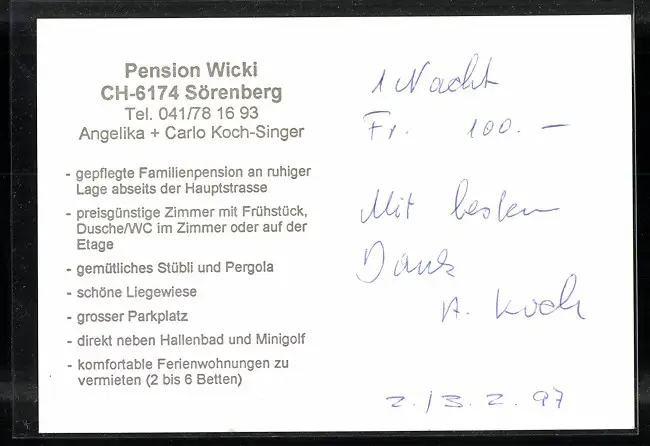 Pension Wicki
CH-6174 Sörenberg
Tel. 041/78 16 93
Angelika + Carlo Koch-Singer
- gepflegte Familienpension an ruhiger
Lage abseits der Hauptstrasse
- preisgünstige Zimmer mit Frühstück,
Dusche/WC im Zimmer oder auf der
Etage
- gemütliches Stübli und Pergola
- schöne Liegewiese
- grosser Parkplatz
- direkt neben Hallenbad und Minigolf
- komfortable Ferienwohnungen zu
vermieten (2 bis 6 Betten)
1 Nacht
Fr. 100.—
Mit besten
Dank
A. Koch
2./3.2.97